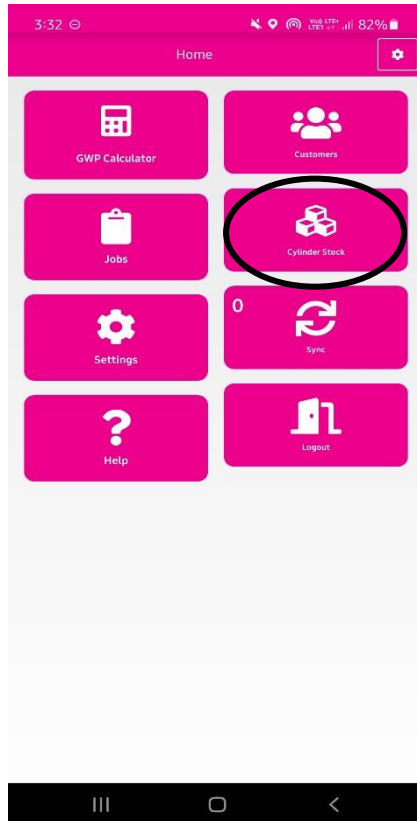 3:32 82%
Home
GWP Calculator
Customers
Jobs
Cylinder Stock
Settings
0
Sync
Help
Logout